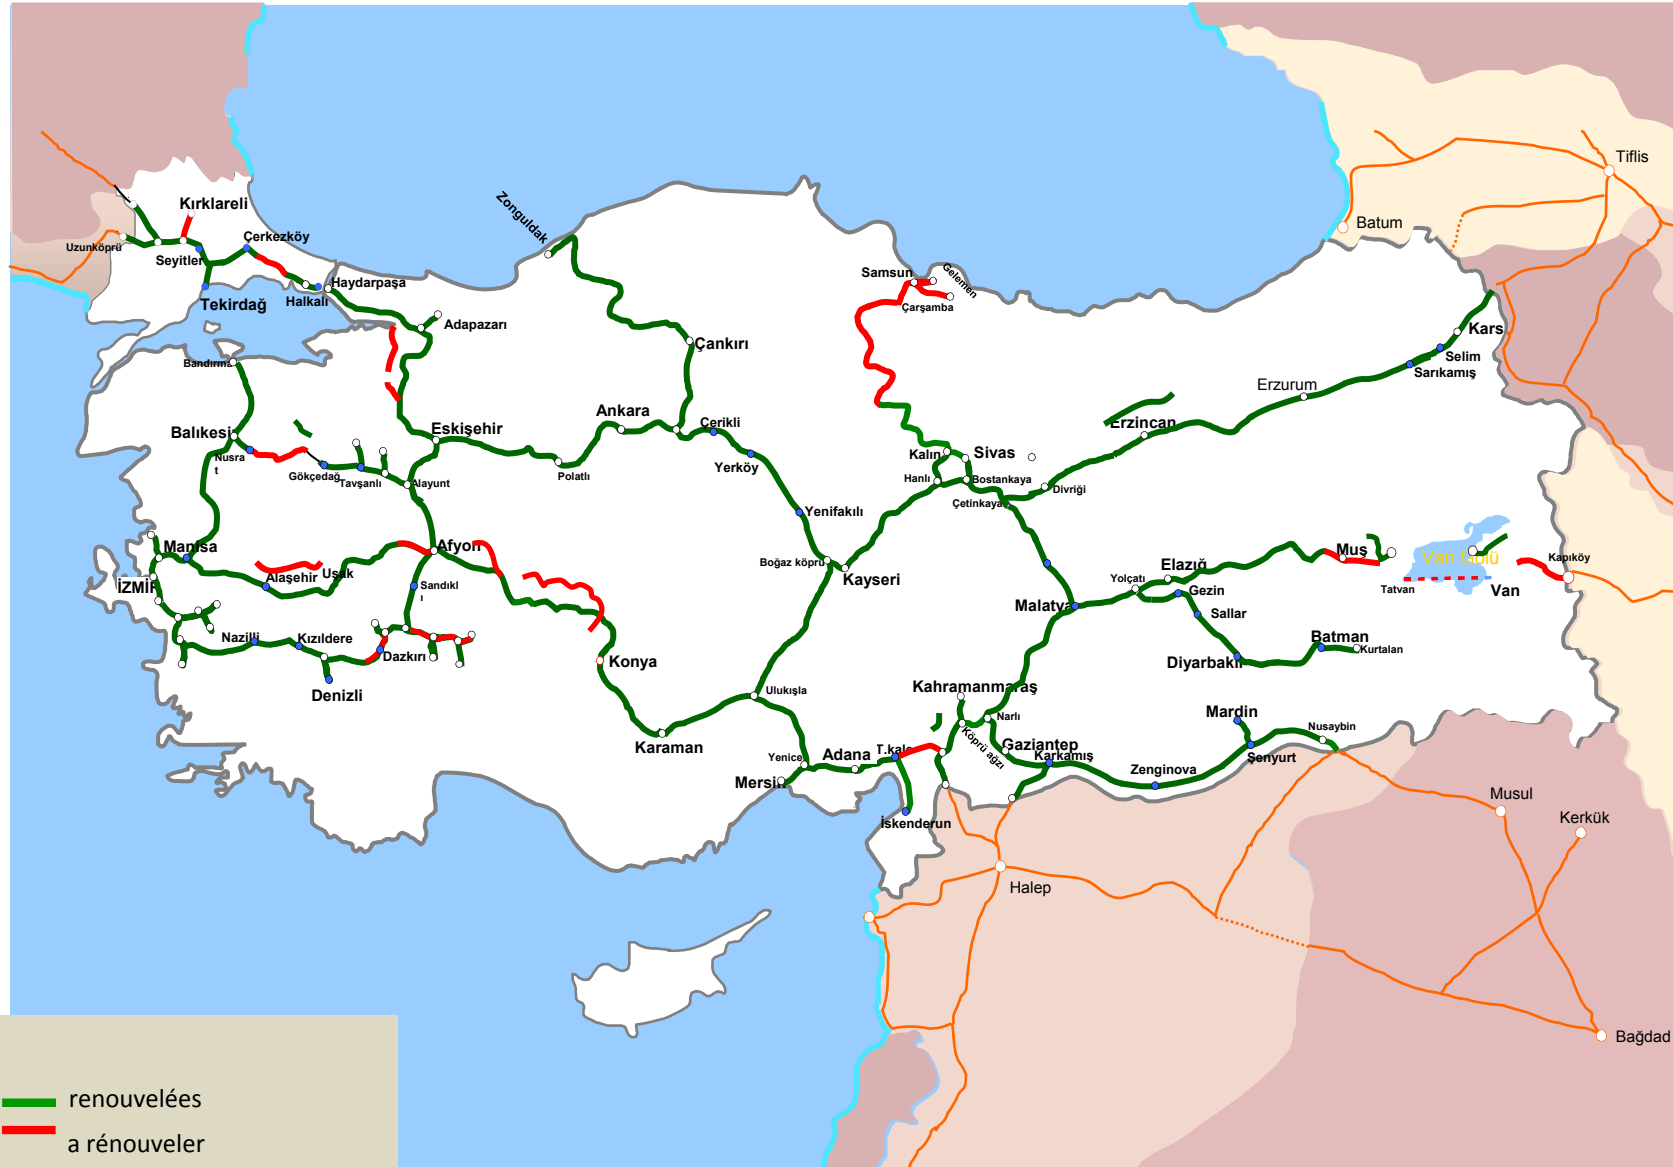 Tiflis
Batum
Zonguldak
Kırklareli
Uzunköprü
Seyitler
Çerkezköy
Tekirdağ
Halkalı
Haydarpaşa
Adapazarı
Samsun
Gelemen
Çarşamba
Çankırı
Kars
Selim
Sarıkamış
Erzurum
Bandırma
Balıkesi
Nusra
t
Gökçedağ
Tavşanlı
Alayunt
Eskişehir
Polatlı
Ankara
Çerikli
Yerköy
Yenifakılı
Erzincan
Kalın
Sivas
Hanlı
Bostankaya
Çetinkaya
Divriği
Manisa
İZMİR
Alaşehir
Uşak
Afyon
Sandıkl
ı
Boğaz köprü
Kayseri
Malatya
Yolçatı
Elazığ
Gezin
Sallar
Muş
Van Gölü
Tatvan
Van
Kapıköy
Nazilli
Kızıldere
Dazkırı
Denizli
Konya
Karaman
Ulukışla
Diyarbakır
Batman
Kurtalan
Kahramanmaraş
Narlı
Köprü ağzı
Gaziantep
Karkamış
Mardin
Nusaybin
Şenyurt
Zenginova
Yenice
Adana
T.kale
Mersin
İskenderun
Musul
Kerkük
Halep
Bağdad
renouvelées
a rénouveler